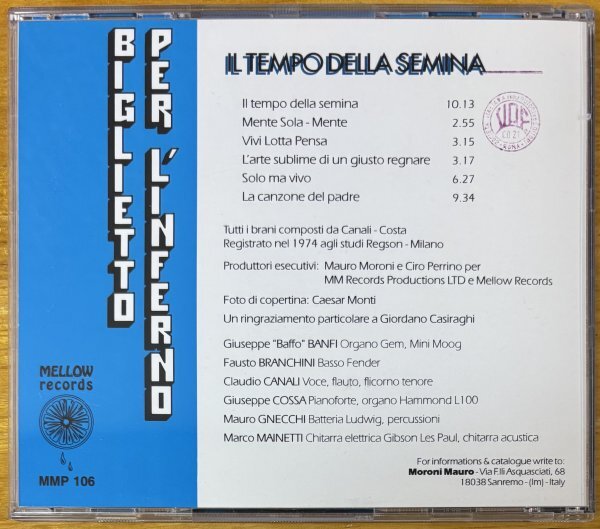 BIGLIETTO
PER L'INFERNO
IL TEMPO DELLA SEMINA
Il tempo della semina 10.13
Mente Sola - Mente 2.55
Vivi Lotta Pensa 3.15
L'arte sublime di un giusto regnare 3.17
Solo ma vivo 6.27
La canzone del padre 9.34
Tutti i brani composti da Canali - Costa
Registrato nel 1974 agli studi Regson - Milano
Produttori esecutivi: Mauro Moroni e Ciro Perrino per
MM Records Productions LTD e Mellow Records
Foto di copertina: Caesar Monti
Un ringraziamento particolare a Giordano Casiraghi
Giuseppe "Baffo" BANFI Organo Gem, Mini Moog
Fausto BRANCHINI Basso Fender
Claudio CANALI Voce, flauto, flicorno tenore
Giuseppe COSSA Pianoforte, organo Hammond L100
Mauro GNECCHI Batteria Ludwig, percussioni
Marco MAINETTI Chitarra elettrica Gibson Les Paul, chitarra acustica
MELLOW
records
MMP 106
For informations & catalogue write to:
Moroni Mauro - Via F.lli Asquasciati, 68
18038 Sanremo - (Im) - Italy